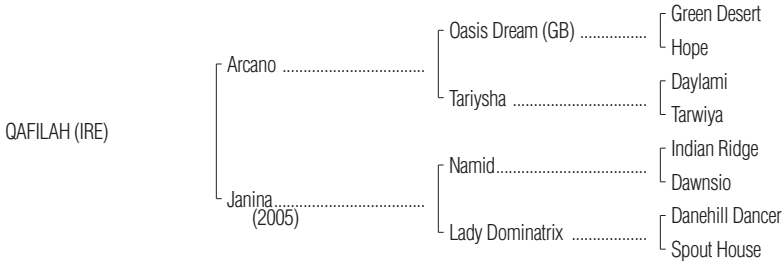 Green Desert
Oasis Dream (GB) ................
Hope
Arcano ..................................
Daylami
Tariysha ................................
Tarwiya
QAFILAH (IRE)
Indian Ridge
Namid....................................
Dawnsio
Janina....................................
(2005)
Danehill Dancer
Lady Dominatrix ..................
Spout House